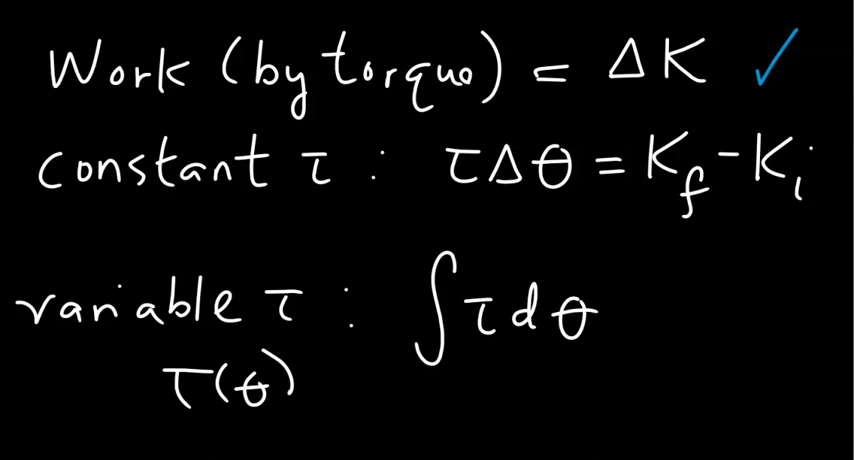 Work (by torque) = ΔK ✓
constant τ : τΔθ = K_f - K_i
variable τ : ∫τdθ
τ(θ)